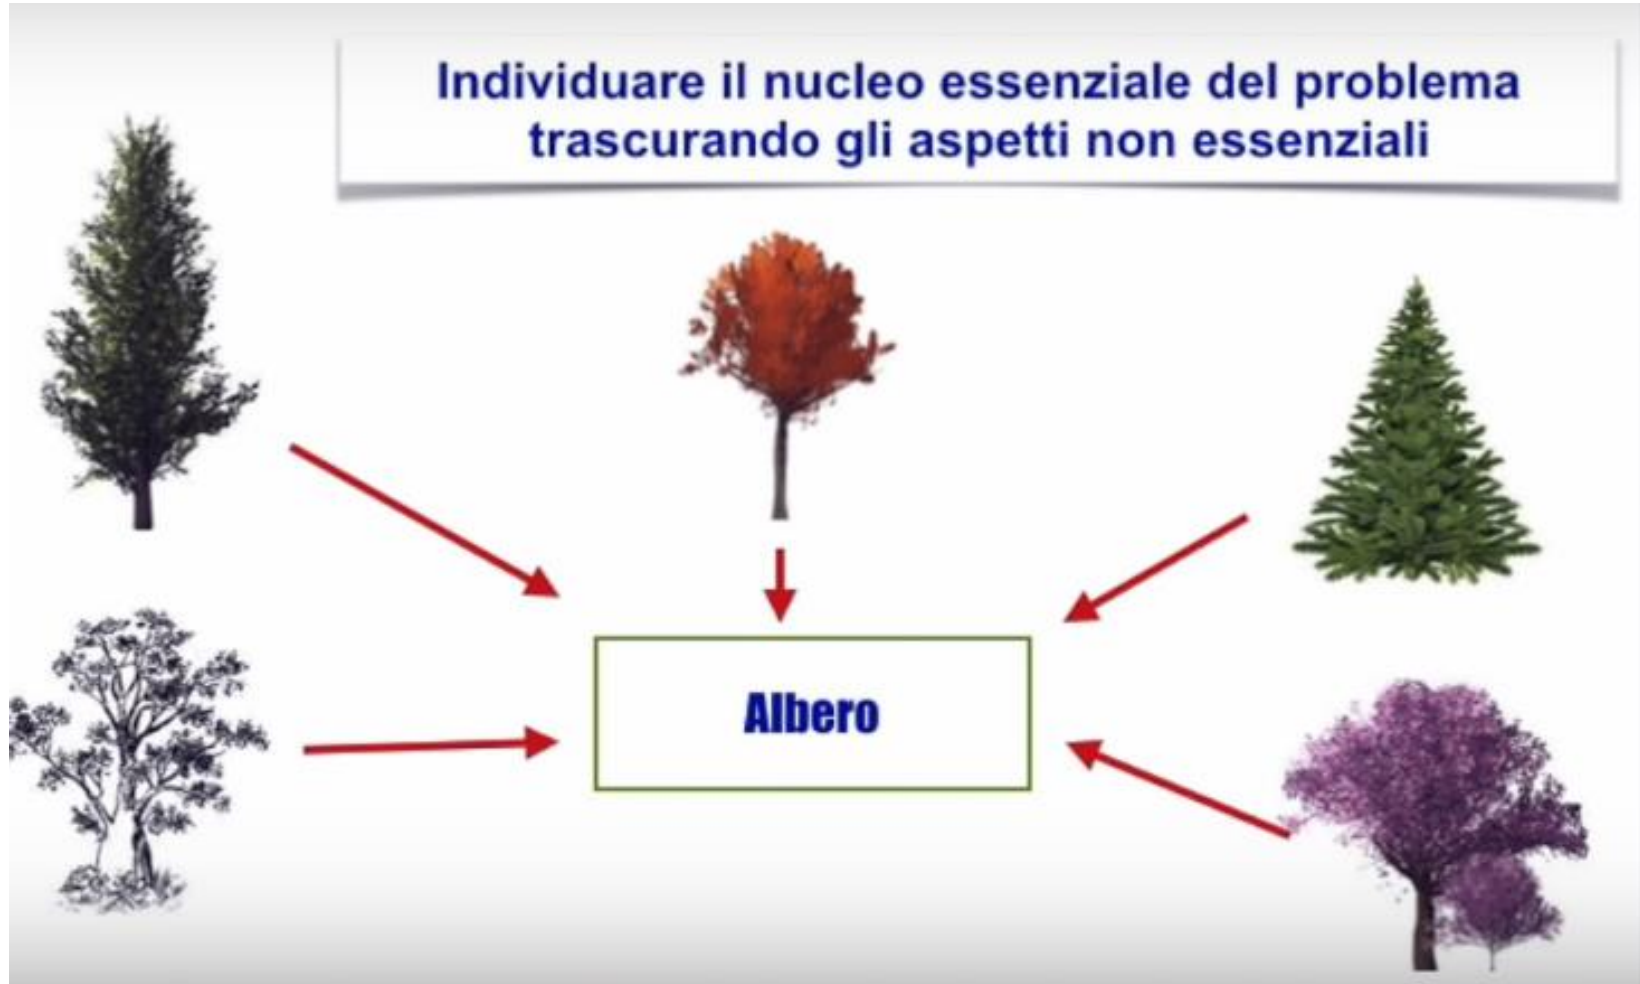 Individuare il nucleo essenziale del problema
trascurando gli aspetti non essenziali
Albero